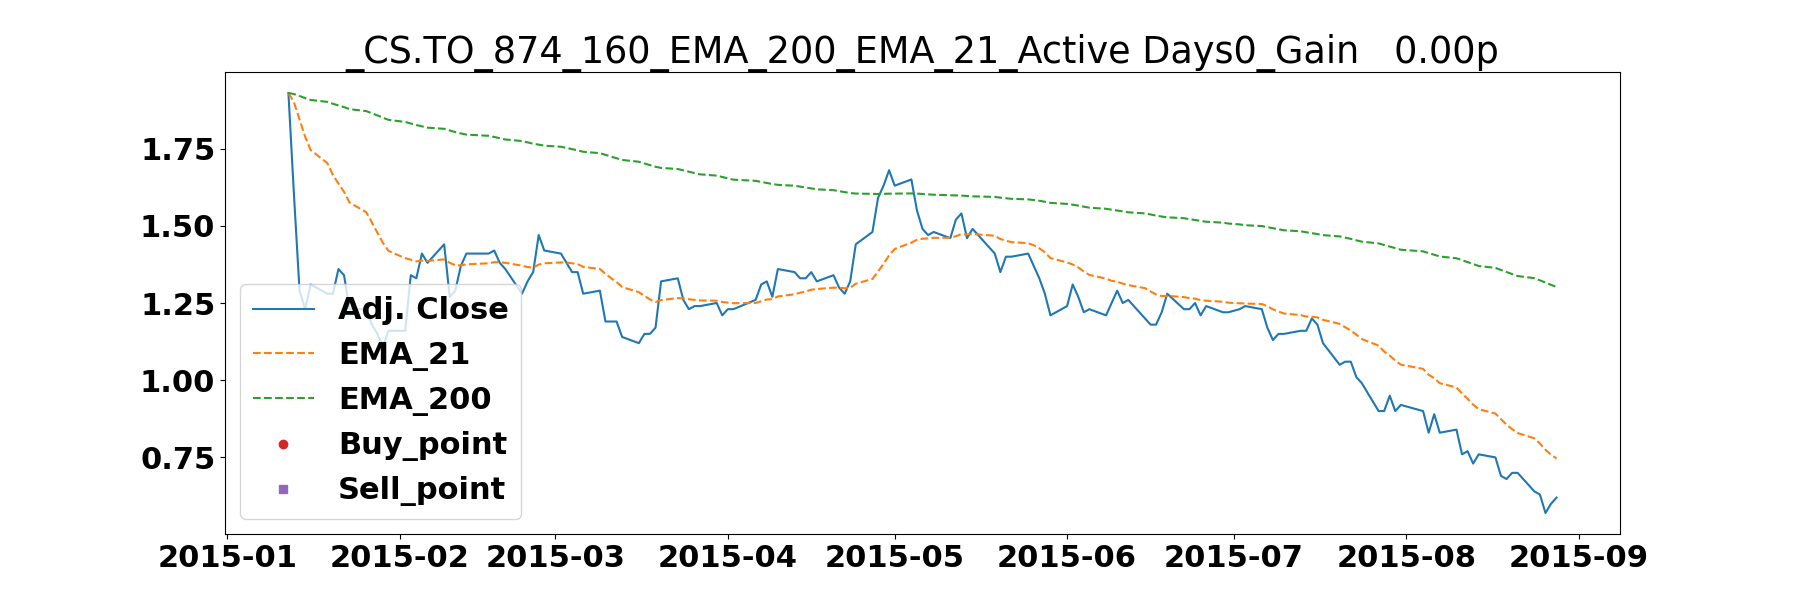 _CS.TO_874_160_EMA_200_EMA_21_Active Days0_Gain   0.00p
1.75
1.50
1.25
1.00
0.75
Adj. Close
EMA_21
EMA_200
Buy_point
Sell_point
2015-01 2015-02 2015-03 2015-04 2015-05 2015-06 2015-07 2015-08 2015-09